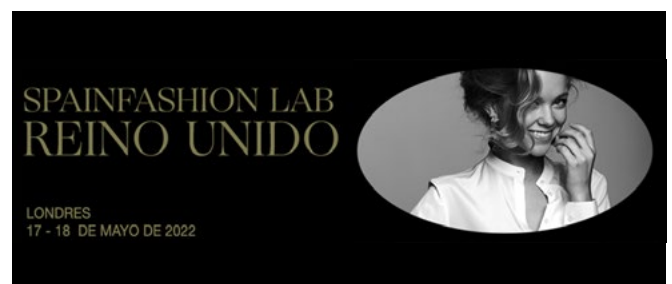 SPAINFASHION LAB
REINO UNIDO
LONDRES
17 - 18 DE MAYO DE 2022